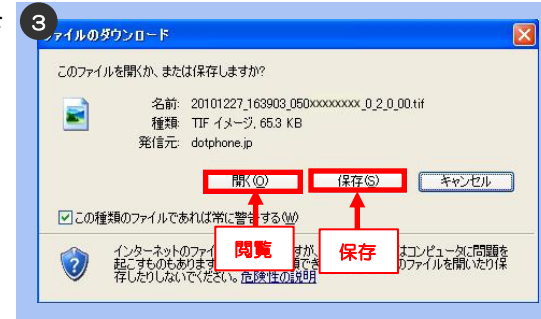 3
ファイルのダウンロード
このファイルを開くか、または保存しますか?
名前: 20101227_163903_050xxxxxxxx_0_2_0_00.tif
種類: TIF イメージ, 65.3 KB
発信元: dotphone.jp
開く(O) 保存(S) キャンセル
この種類のファイルであれば常に警告する(W)
閲覧 保存
インターネットのファイ すが、 はコンピュータに問題を
起こすものもあります でき のファイルを開いたり保
存したりしないでください。危険性の説明